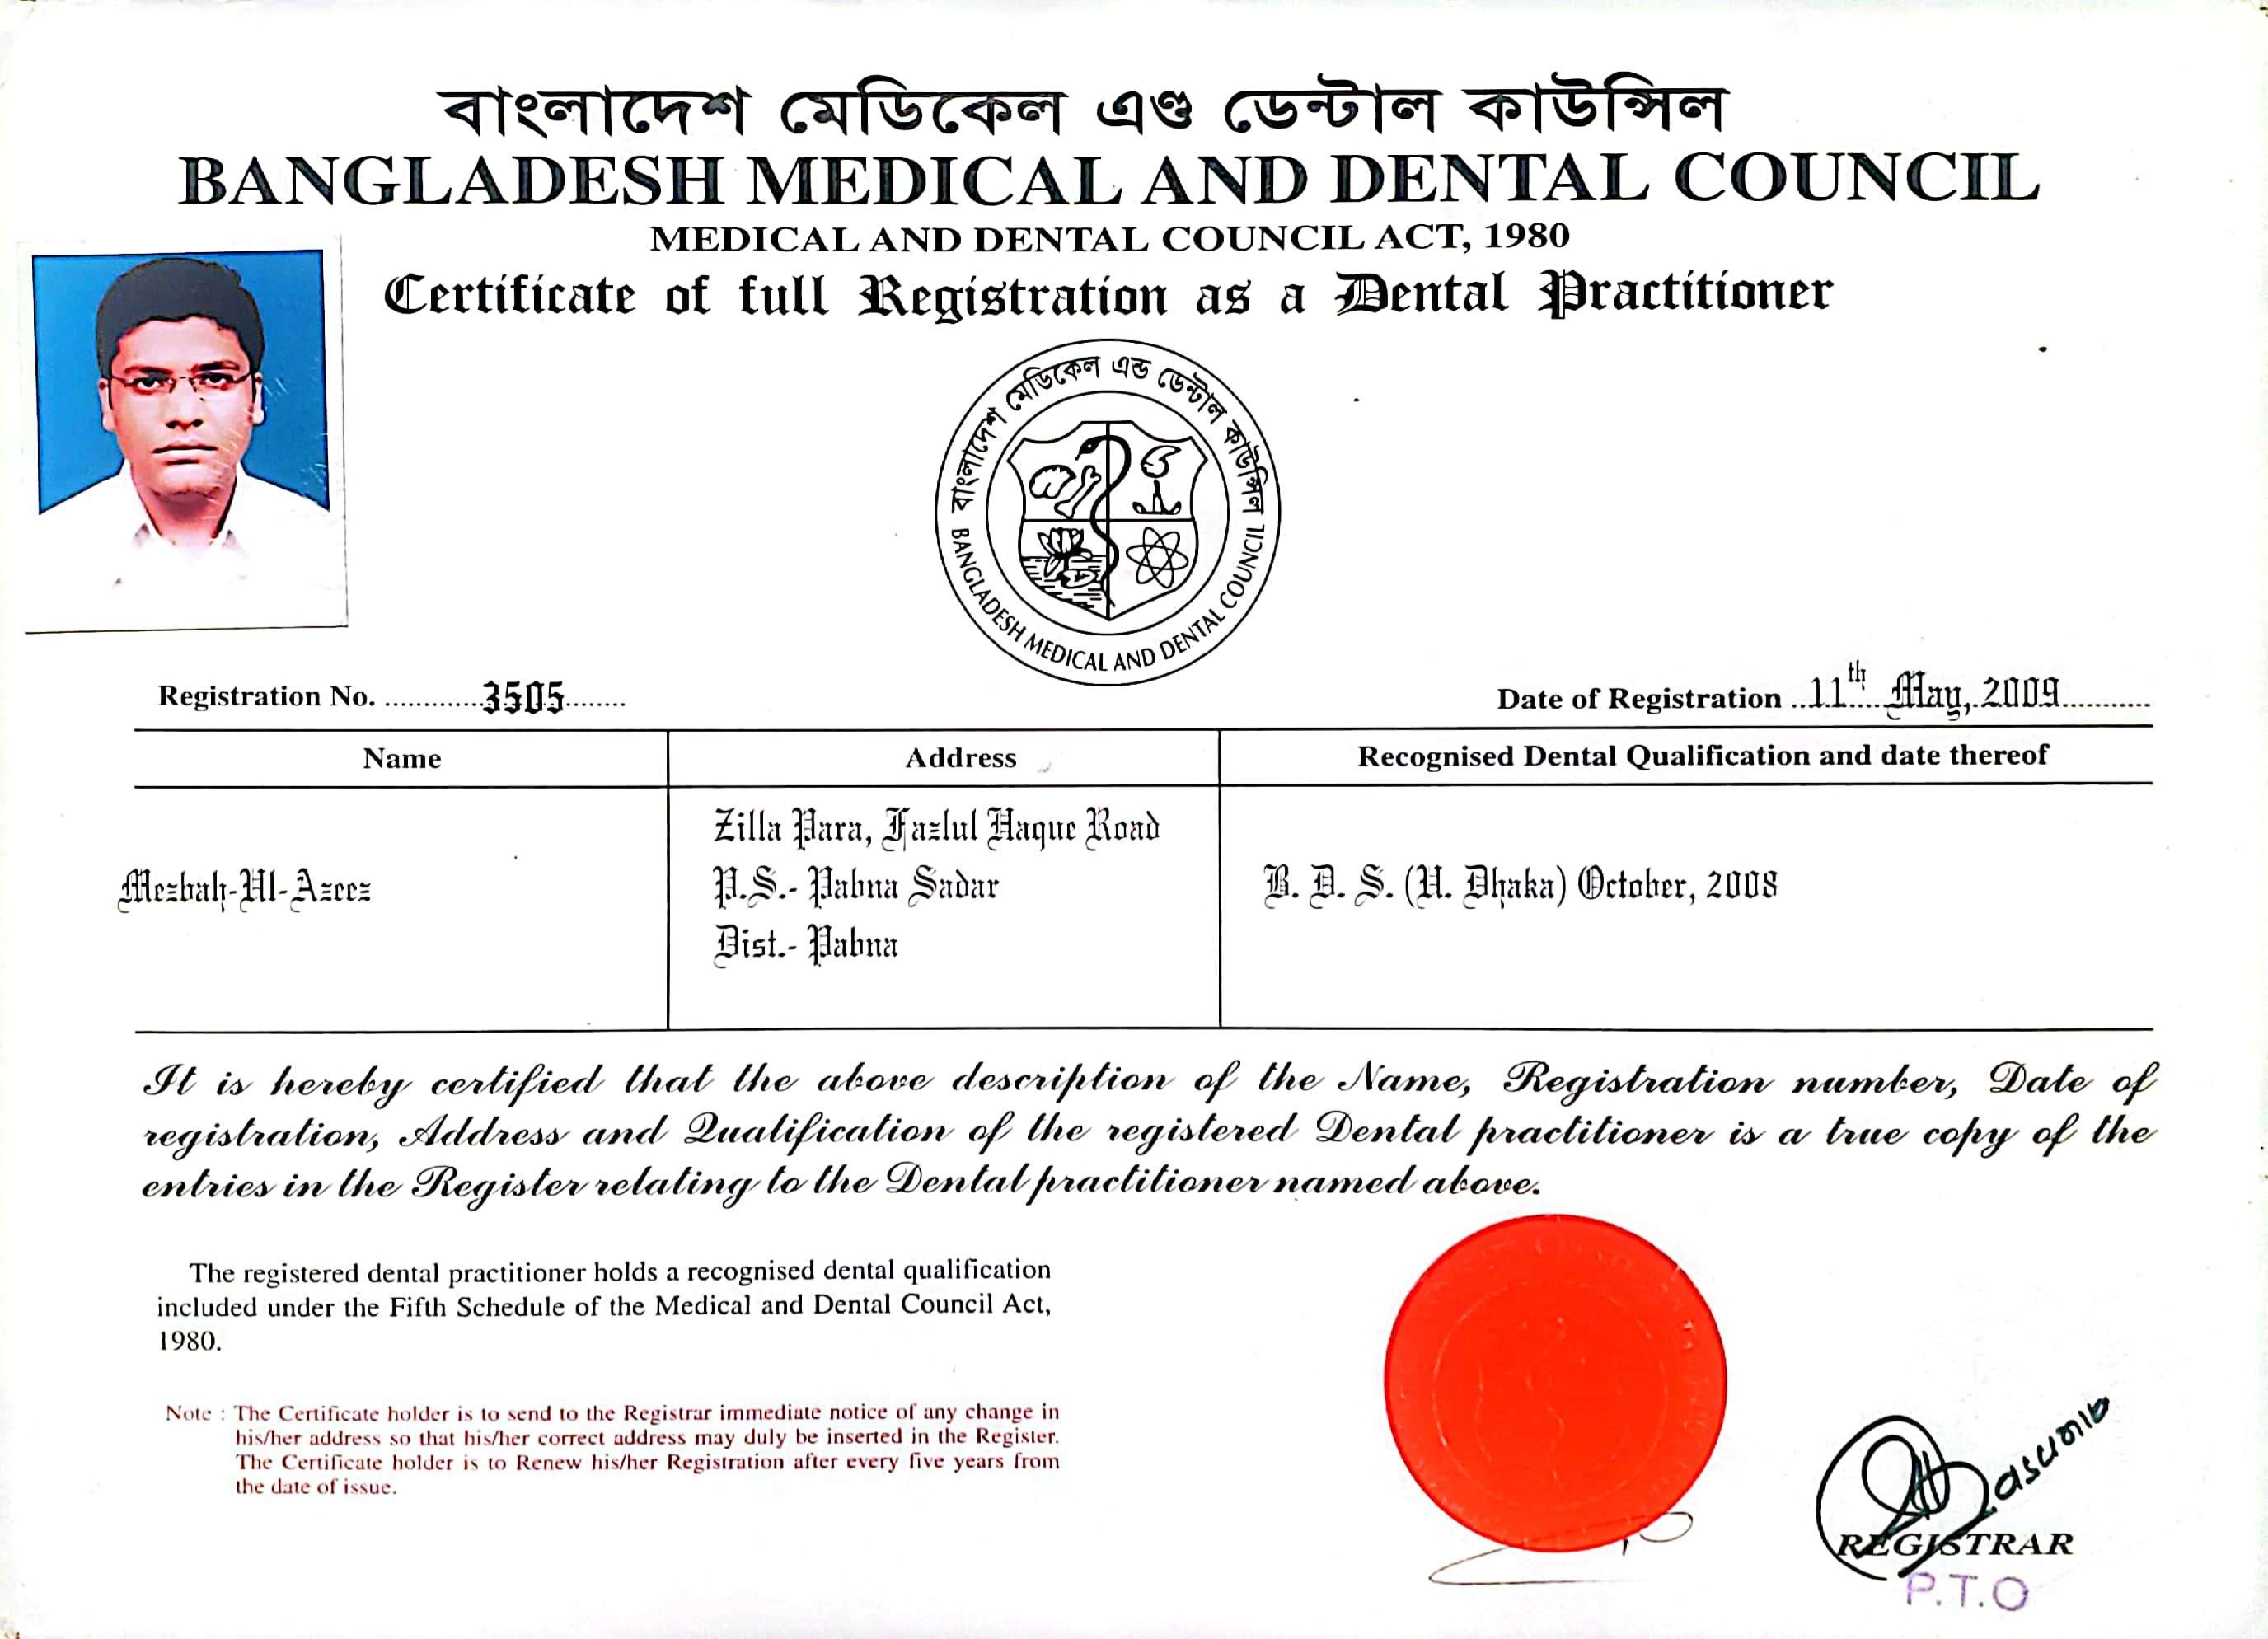 বাংলাদেশ মেডিকেল এণ্ড ডেন্টাল কাউন্সিল
BANGLADESH MEDICAL AND DENTAL COUNCIL
MEDICAL AND DENTAL COUNCIL ACT, 1980
Certificate of full Registration as a Dental Practitioner
বাংলাদেশ মেডিকেল এন্ড ডেন্টাল কাউন্সিল
BANGLADESH MEDICAL AND DENTAL COUNCIL
Registration No. ............3505........ Date of Registration ..11th.... May, 2009...........
Name Address Recognised Dental Qualification and date thereof
Zilla Para, Fazlul Haque Road
Mezbah-Ul-Azeez P.S.- Pabna Sadar B. D. S. (U. Dhaka) October, 2008
Dist.- Pabna
It is hereby certified that the above description of the Name, Registration number, Date of
registration, Address and Qualification of the registered Dental practitioner is a true copy of the
entries in the Register relating to the Dental practitioner named above.
The registered dental practitioner holds a recognised dental qualification
included under the Fifth Schedule of the Medical and Dental Council Act,
1980.
Note : The Certificate holder is to send to the Registrar immediate notice of any change in
his/her address so that his/her correct address may duly be inserted in the Register.
The Certificate holder is to Renew his/her Registration after every five years from
the date of issue.
REGISTRAR
P.T.O